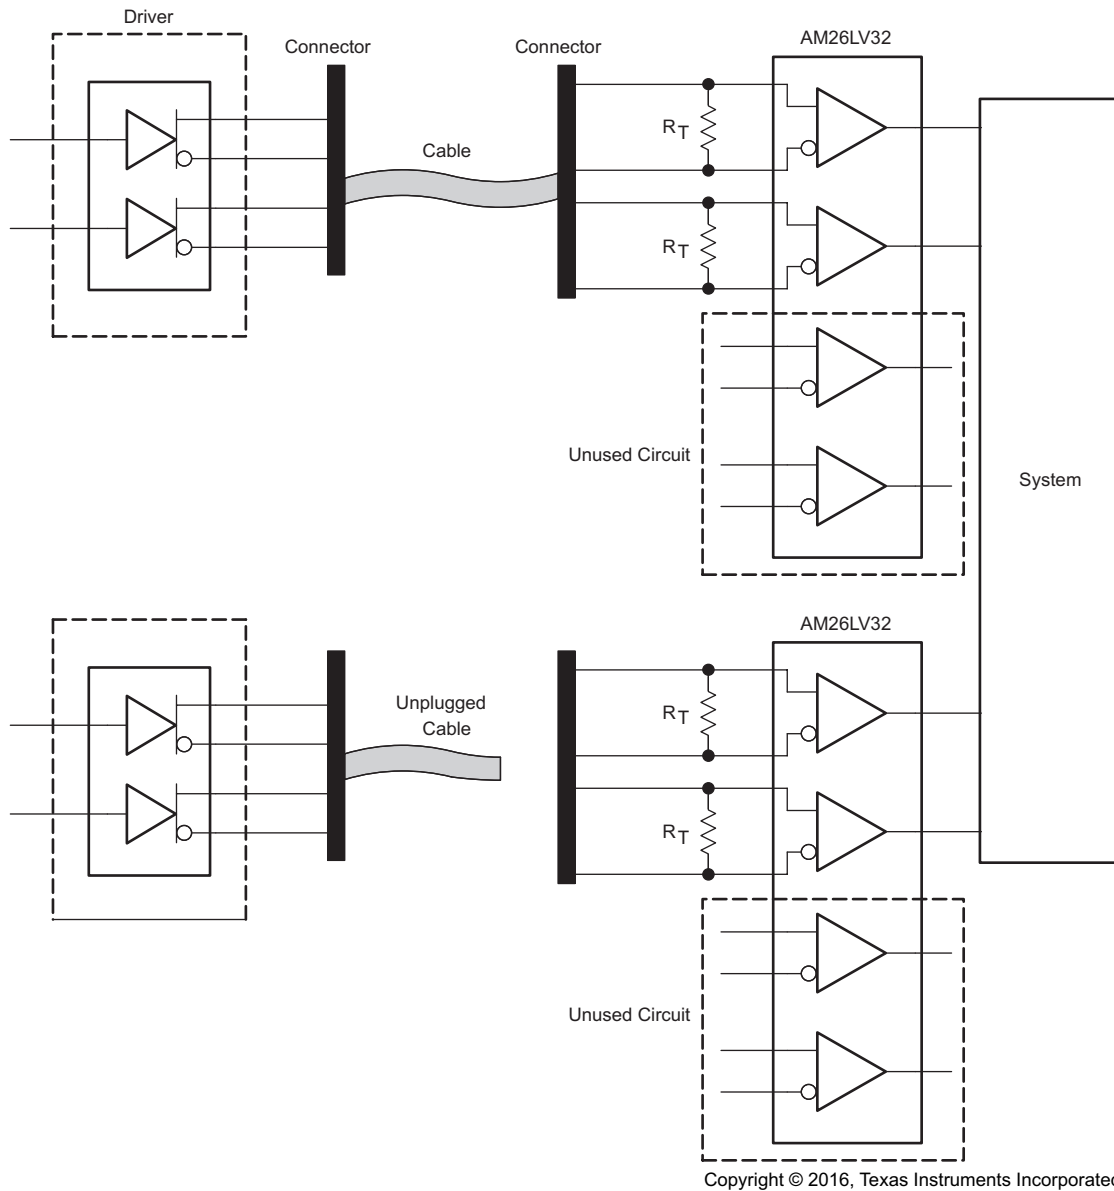 Driver
Connector
Connector
AM26LV32
Cable
RT
RT
Unused Circuit
System
AM26LV32
Unplugged
Cable
RT
RT
Unused Circuit
Copyright © 2016, Texas Instruments Incorporated